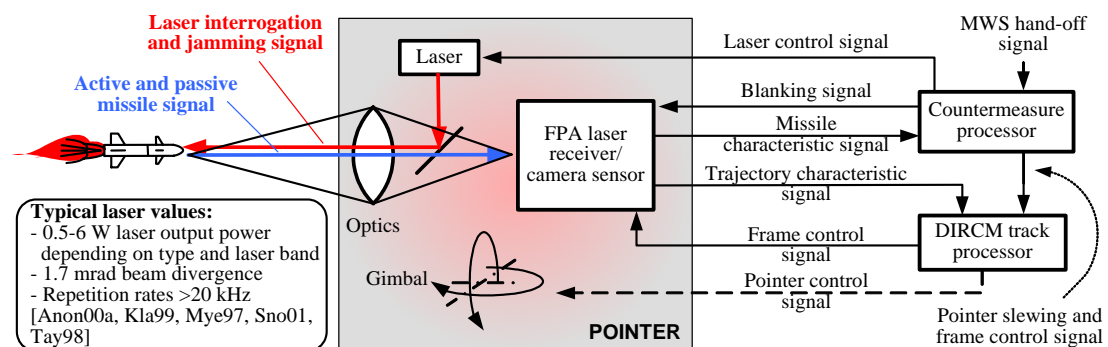 Laser interrogation
and jamming signal
Active and passive
missile signal
Laser
Optics
Gimbal
POINTER
FPA laser
receiver/
camera sensor
Laser control signal
Blanking signal
Missile
characteristic signal
Trajectory characteristic
signal
Frame control
signal
Pointer control
signal
MWS hand-off
signal
Countermeasure
processor
DIRCM track
processor
Pointer slewing and
frame control signal
Typical laser values:
- 0.5-6 W laser output power
depending on type and laser band
- 1.7 mrad beam divergence
- Repetition rates >20 kHz
[Anon00a, Kla99, Mye97, Sno01,
Tay98]